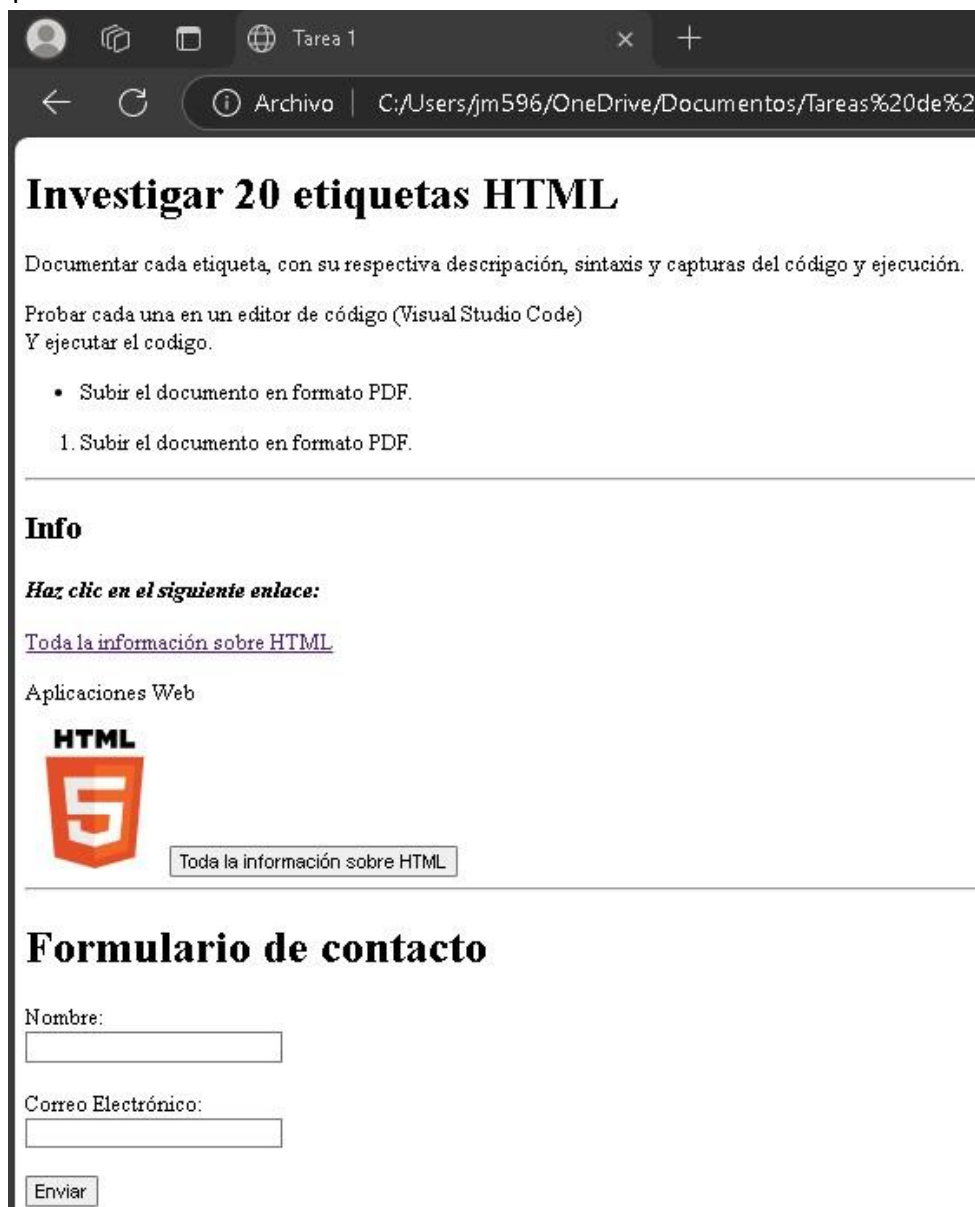 Tarea 1
Archivo | C:/Users/jm596/OneDrive/Documentos/Tareas%20de%2
Investigar 20 etiquetas HTML
Documentar cada etiqueta, con su respectiva descripación, sintaxis y capturas del código y ejecución.
Probar cada una en un editor de código (Visual Studio Code)
Y ejecutar el codigo.
• Subir el documento en formato PDF.
1. Subir el documento en formato PDF.
Info
Haz clic en el siguiente enlace:
Toda la información sobre HTML
Aplicaciones Web
HTML
5
Toda la información sobre HTML
Formulario de contacto
Nombre:
Correo Electrónico:
Enviar